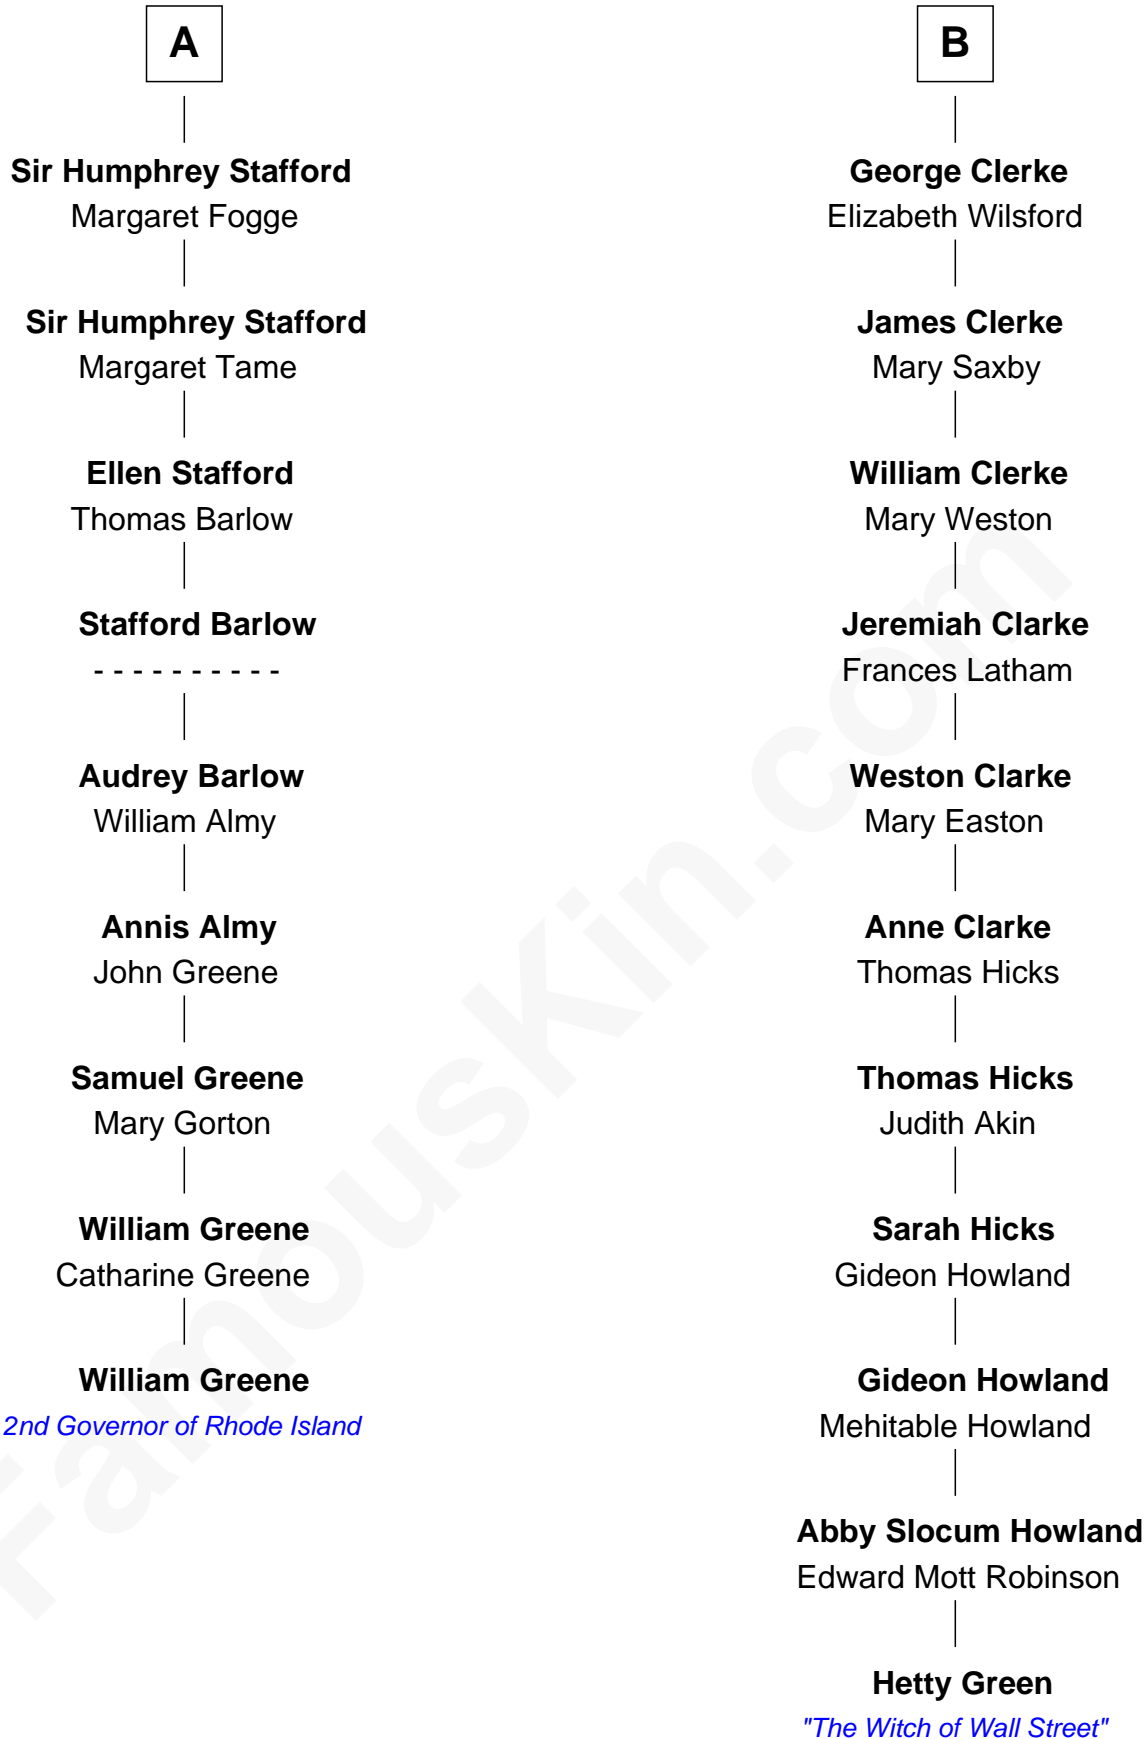 A
Sir Humphrey Stafford
Margaret Fogge
Sir Humphrey Stafford
Margaret Tame
Ellen Stafford
Thomas Barlow
Stafford Barlow
- - - - - - - - - -
Audrey Barlow
William Almy
Annis Almy
John Greene
Samuel Greene
Mary Gorton
William Greene
Catharine Greene
William Greene
2nd Governor of Rhode Island
B
George Clerke
Elizabeth Wilsford
James Clerke
Mary Saxby
William Clerke
Mary Weston
Jeremiah Clarke
Frances Latham
Weston Clarke
Mary Easton
Anne Clarke
Thomas Hicks
Thomas Hicks
Judith Akin
Sarah Hicks
Gideon Howland
Gideon Howland
Mehitable Howland
Abby Slocum Howland
Edward Mott Robinson
Hetty Green
"The Witch of Wall Street"
FamousKin.com